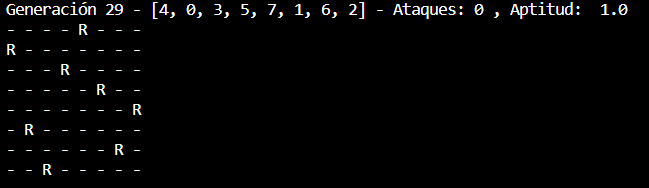 Generación 29 - [4, 0, 3, 5, 7, 1, 6, 2] - Ataques: 0 , Aptitud:  1.0
- - - - R - - -
R - - - - - - -
- - - R - - - -
- - - - - R - -
- - - - - - - R
- R - - - - - -
- - - - - - R -
- - R - - - - -